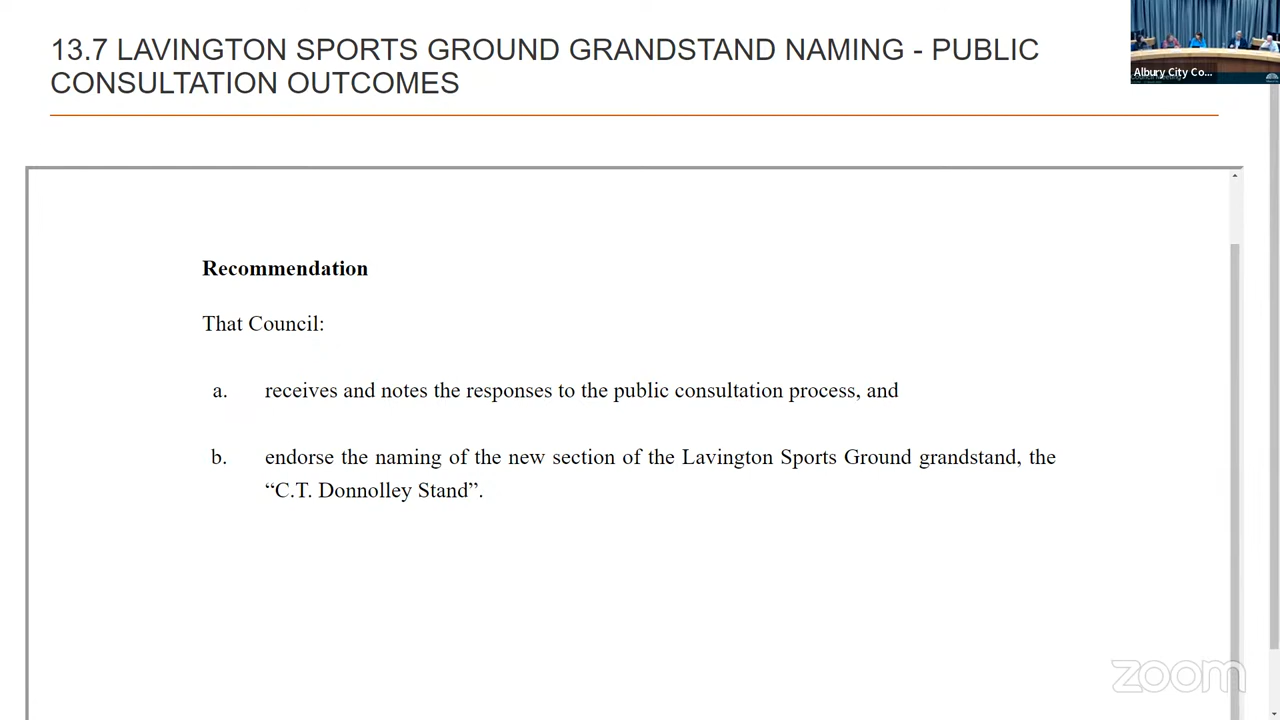 13.7 LAVINGTON SPORTS GROUND GRANDSTAND NAMING - PUBLIC
CONSULTATION OUTCOMES
Albury City Co...
Recommendation
That Council:
a. receives and notes the responses to the public consultation process, and
b. endorse the naming of the new section of the Lavington Sports Ground grandstand, the
“C.T. Donnolley Stand”.
zoom